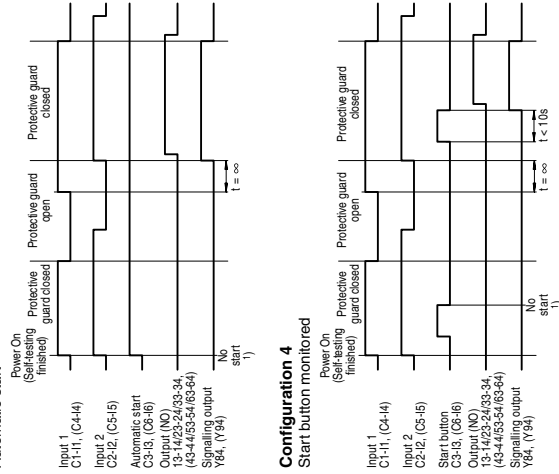 Automatic start
Power On
(Self-testing
finished)
Protective
guard closed
Protective guard
open
Protective guard
closed
Input 1
C1-I1, (C4-I4)
Input 2
C2-I2, (C5-I5)
Automatic start
C3-I3, (C6-I6)
Output (NO)
13-14/23-24/33-34,
(43-44/53-54/63-64)
Signalling output
Y84, (Y94)
No
start
1)
t = ∞
Configuration 4
Start button monitored
Power On
(Self-testing
finished)
Protective
guard closed
Protective guard
open
Protective guard
closed
Input 1
C1-I1, (C4-I4)
Input 2
C2-I2, (C5-I5)
Start button
C3-I3, (C6-I6)
Output (NO)
13-14/23-24/33-34,
(43-44/53-54/63-64)
Signalling output
Y84, (Y94)
No
start
1)
t = ∞
t < 10s